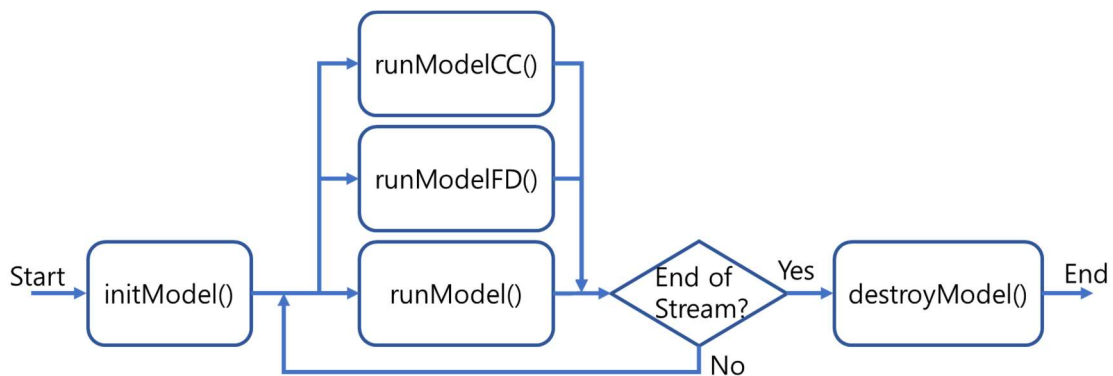 runModelCC()
runModelFD()
Start
initModel()
runModel()
End of
Stream?
Yes
destroyModel()
End
No